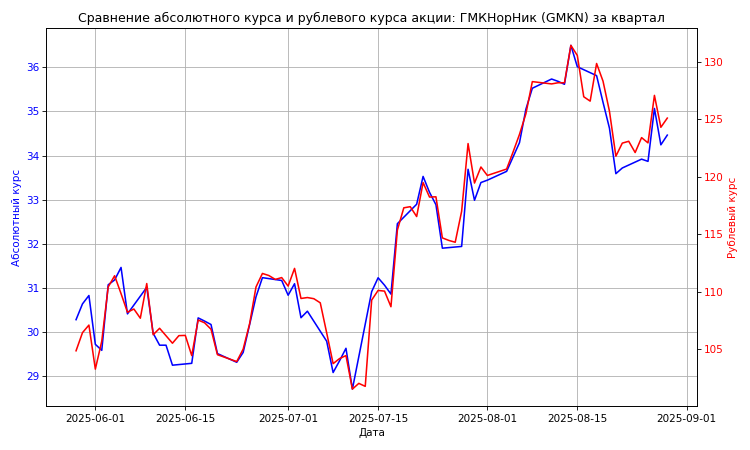 Сравнение абсолютного курса и рублевого курса акции: ГМКНорНик (GMKN) за квартал
36
35
34
33
32
31
30
29
Абсолютный курс
130
125
120
115
110
105
Рублевый курс
2025-06-01 2025-06-15 2025-07-01 2025-07-15 2025-08-01 2025-08-15 2025-09-01
Дата